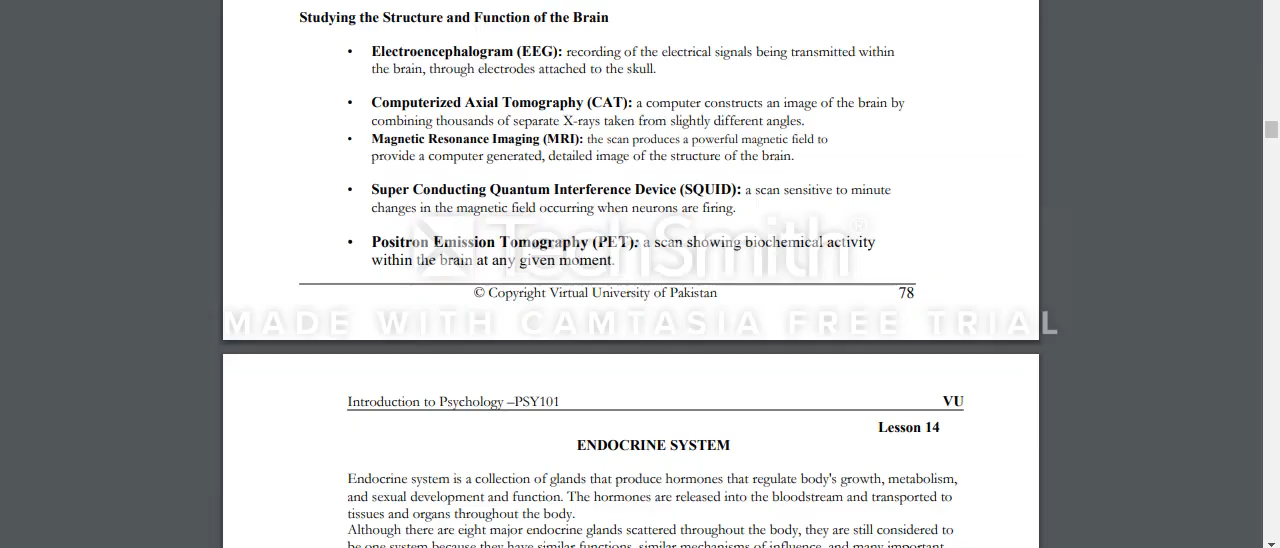 Studying the Structure and Function of the Brain
• Electroencephalogram (EEG): recording of the electrical signals being transmitted within
the brain, through electrodes attached to the skull.
• Computerized Axial Tomography (CAT): a computer constructs an image of the brain by
combining thousands of separate X-rays taken from slightly different angles.
• Magnetic Resonance Imaging (MRI): the scan produces a powerful magnetic field to
provide a computer generated, detailed image of the structure of the brain.
• Super Conducting Quantum Interference Device (SQUID): a scan sensitive to minute
changes in the magnetic field occurring when neurons are firing.
• Positron Emission Tomography (PET): a scan showing biochemical activity
within the brain at any given moment.
TechSmith®
© Copyright Virtual University of Pakistan 78
MADE WITH CAMTASIA FREE TRIAL
Introduction to Psychology –PSY101 VU
Lesson 14
ENDOCRINE SYSTEM
Endocrine system is a collection of glands that produce hormones that regulate body's growth, metabolism,
and sexual development and function. The hormones are released into the bloodstream and transported to
tissues and organs throughout the body.
Although there are eight major endocrine glands scattered throughout the body, they are still considered to
be one system because they have similar functions, similar mechanisms of influence, and many important